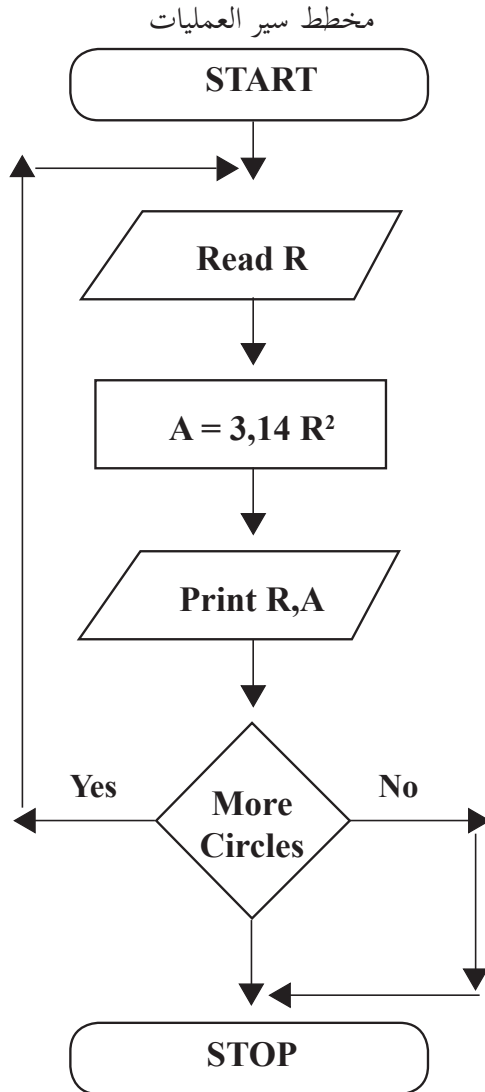 مخطط سير العمليات
START
Read R
A = 3,14 R²
Print R,A
Yes
No
More
Circles
STOP